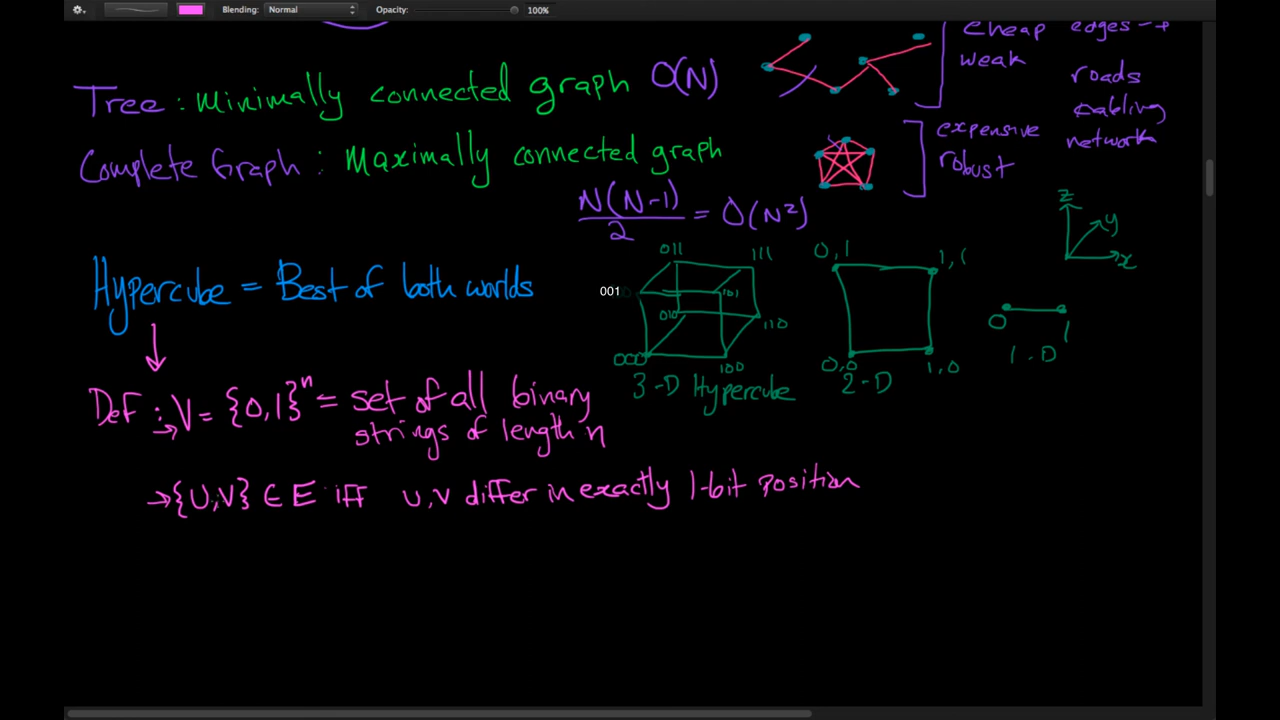 Blending: Normal Opacity: 100%
cheap edges →
weak
roads
enabling
network
Tree : Minimally connected graph O(N)
expensive
robust
Complete Graph : Maximally connected graph
N(N-1)
2
= O(N²)
z
y
x
011 111
0,1 1,1
Hypercube = Best of both worlds
001 101
010 110
0 1
000 100
0,0 1,0
3-D Hypercube 2-D 1-D
Def : → V = {0,1}ⁿ = set of all binary
strings of length n
→ {U,V} ∈ E iff u,v differ in exactly 1-bit position